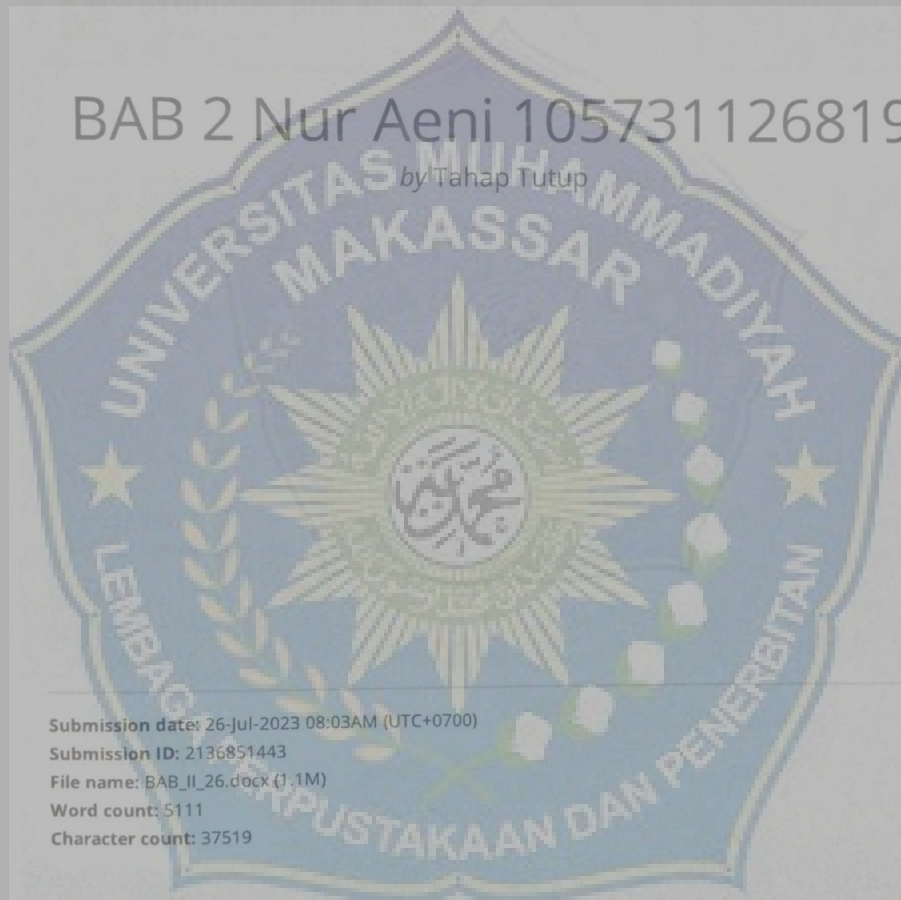 BAB 2 Nur Aeni 105731126819
by Tahap Tutup
UNIVERSITAS MUHAMMADIYAH
MAKASSAR
محمدية
LEMBAGA PERPUSTAKAAN DAN PENERBITAN
Submission date: 26-Jul-2023 08:03AM (UTC+0700)
Submission ID: 2136851443
File name: BAB_II_26.docx (1.1M)
Word count: 5111
Character count: 37519